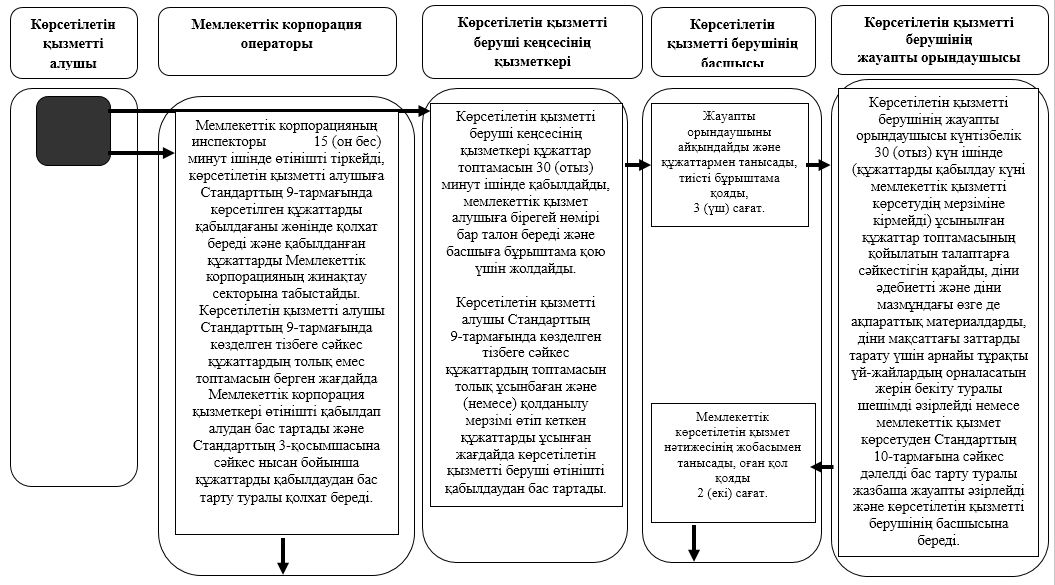 Көрсетілетін
қызметті
алушы
Мемлекеттік корпорация
операторы
Көрсетілетін қызметті
беруші кеңсесінің
қызметкері
Көрсетілетін
қызметті берушінің
басшысы
Көрсетілетін қызметті
берушінің
жауапты орындаушысы
Мемлекеттік корпорацияның
инспекторы 15 (он бес)
минут ішінде өтінішті тіркейді,
көрсетілетін қызметті алушыға
Стандарттың 9-тармағында
көрсетілген құжаттарды
қабылдағаны жөнінде қолхат
береді және қабылданған
құжаттарды Мемлекеттік
корпорацияның жинақтау
секторына табыстайды.
Көрсетілетін қызметті алушы
Стандарттың 9-тармағында
көзделген тізбеге сәйкес
құжаттардың толық емес
топтамасын берген жағдайда
Мемлекеттік корпорация
қызметкері өтінішті қабылдап
алудан бас тартады және
Стандарттың 3-қосымшасына
сәйкес нысан бойынша
құжаттарды қабылдаудан бас
тарту туралы қолхат береді.
Көрсетілетін қызметті
беруші кеңсесінің
қызметкері құжаттар
топтамасын 30 (отыз)
минут ішінде қабылдайды,
мемлекеттік қызмет
алушыға бірегей нөмірі
бар талон береді және
басшыға бұрыштама қою
үшін жолдайды.
Көрсетілетін қызметті
алушы Стандарттың
9-тармағында көзделген
тізбеге сәйкес
құжаттардың топтамасын
толық ұсынбаған және
(немесе) қолданылу
мерзімі өтіп кеткен
құжаттарды ұсынған
жағдайда көрсетілетін
қызметті беруші өтінішті
қабылдаудан бас тартады.
Жауапты
орындаушыны
айқындайды және
құжаттармен танысады,
тиісті бұрыштама
қояды,
3 (үш) сағат.
Мемлекеттік
көрсетілетін қызмет
нәтижесінің жобасымен
танысады, оған қол
қояды
2 (екі) сағат.
Көрсетілетін қызметті
берушінің жауапты
орындаушысы күнтізбелік
30 (отыз) күн ішінде
(құжаттарды қабылдау күні
мемлекеттік қызметті
көрсетудің мерзіміне
кірмейді) ұсынылған
құжаттар топтамасының
қойылатын талаптарға
сәйкестігін қарайды, діни
әдебиетті және діни
мазмұндағы өзге де
ақпараттық материалдарды,
діни мақсаттағы заттарды
тарату үшін арнайы тұрақты
үй-жайлардың орналасатын
жерін бекіту туралы
шешімді әзірлейді немесе
мемлекеттік қызмет
көрсетуден Стандарттың
10-тармағына сәйкес
дәлелді бас тарту туралы
жазбаша жауапты әзірлейді
және көрсетілетін қызметті
берушінің басшысына
береді.